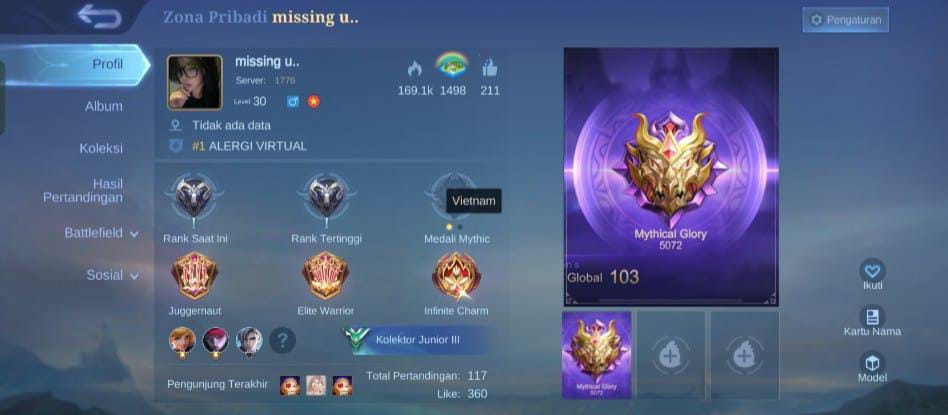 Zona Pribadi missing u..
Pengaturan
Profil
Album
Koleksi
Hasil
Pertandingan
Battlefield
Sosial
missing u..
Server: 1776
Level 30
169.1k 1498 211
Tidak ada data
#1 ALERGI VIRTUAL
Vietnam
Rank Saat Ini
Rank Tertinggi
Medali Mythic
Juggernaut
Elite Warrior
Infinite Charm
?
Kolektor Junior III
Pengunjung Terakhir
Total Pertandingan: 117
Like: 360
Mythical Glory
5072
Global 103
Mythical Glory
5072
Ikuti
Kartu Nama
Model